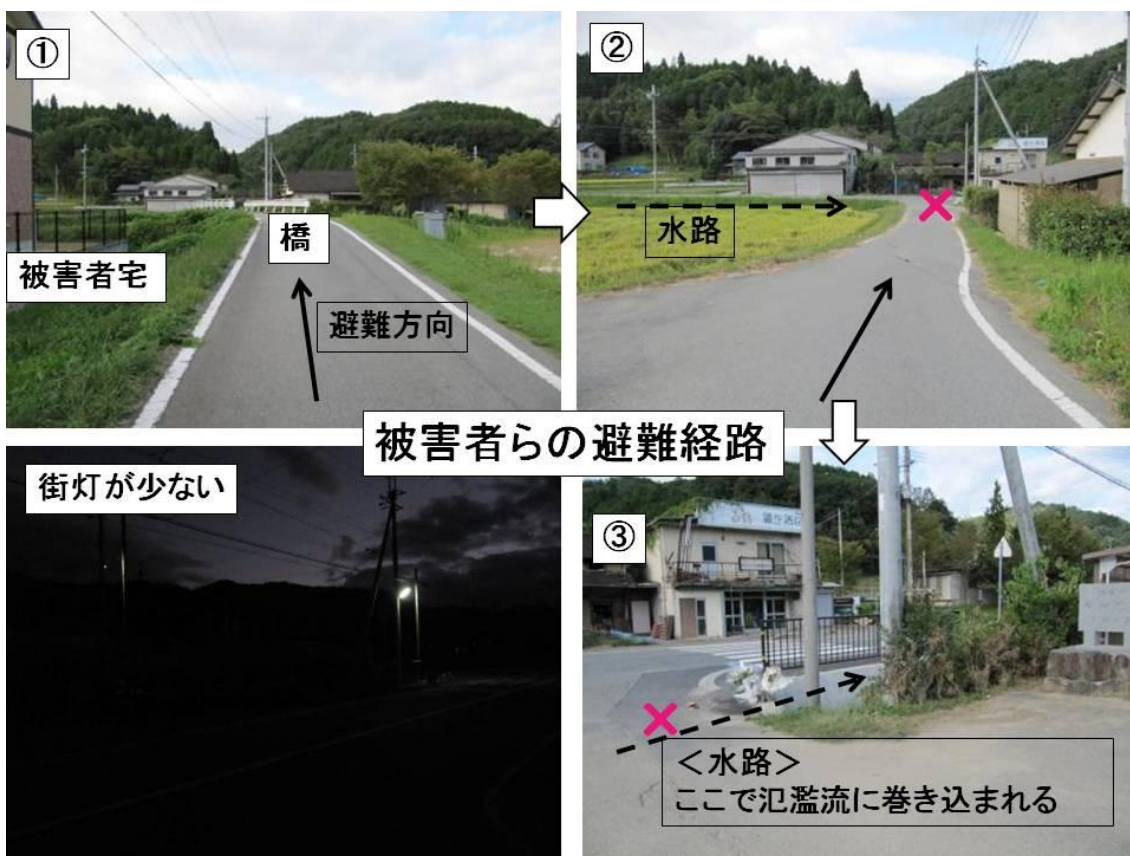 ①
橋
被害者宅
避難方向
②
水路
被害者らの避難経路
街灯が少ない
③
＜水路＞
ここで氾濫流に巻き込まれる